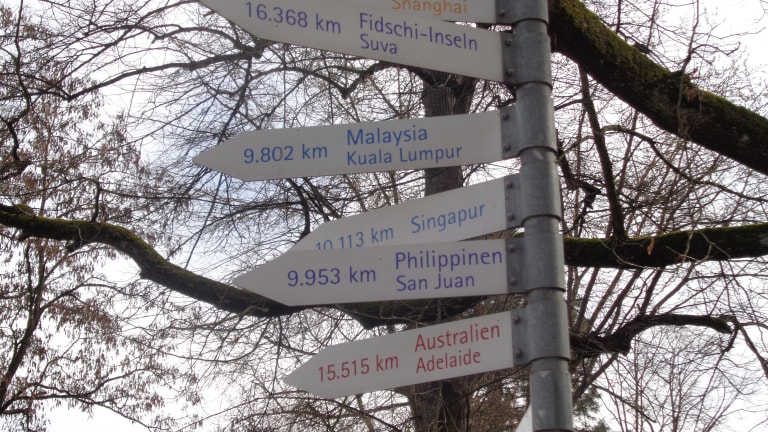 Shanghai
16.368 km Fidschi-Inseln
Suva
9.802 km Malaysia
Kuala Lumpur
10.113 km Singapur
9.953 km Philippinen
San Juan
15.515 km Australien
Adelaide